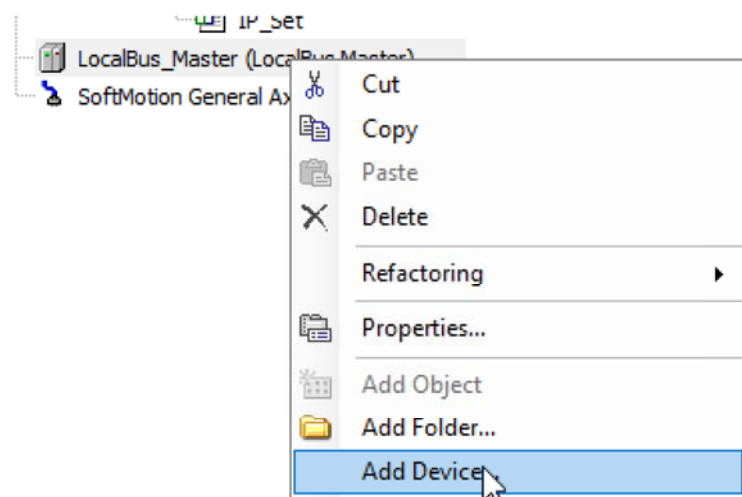 IP_Set
LocalBus_Master (LocalBus Master)
SoftMotion General Ax
Cut
Copy
Paste
Delete
Refactoring
Properties...
Add Object
Add Folder...
Add Device...